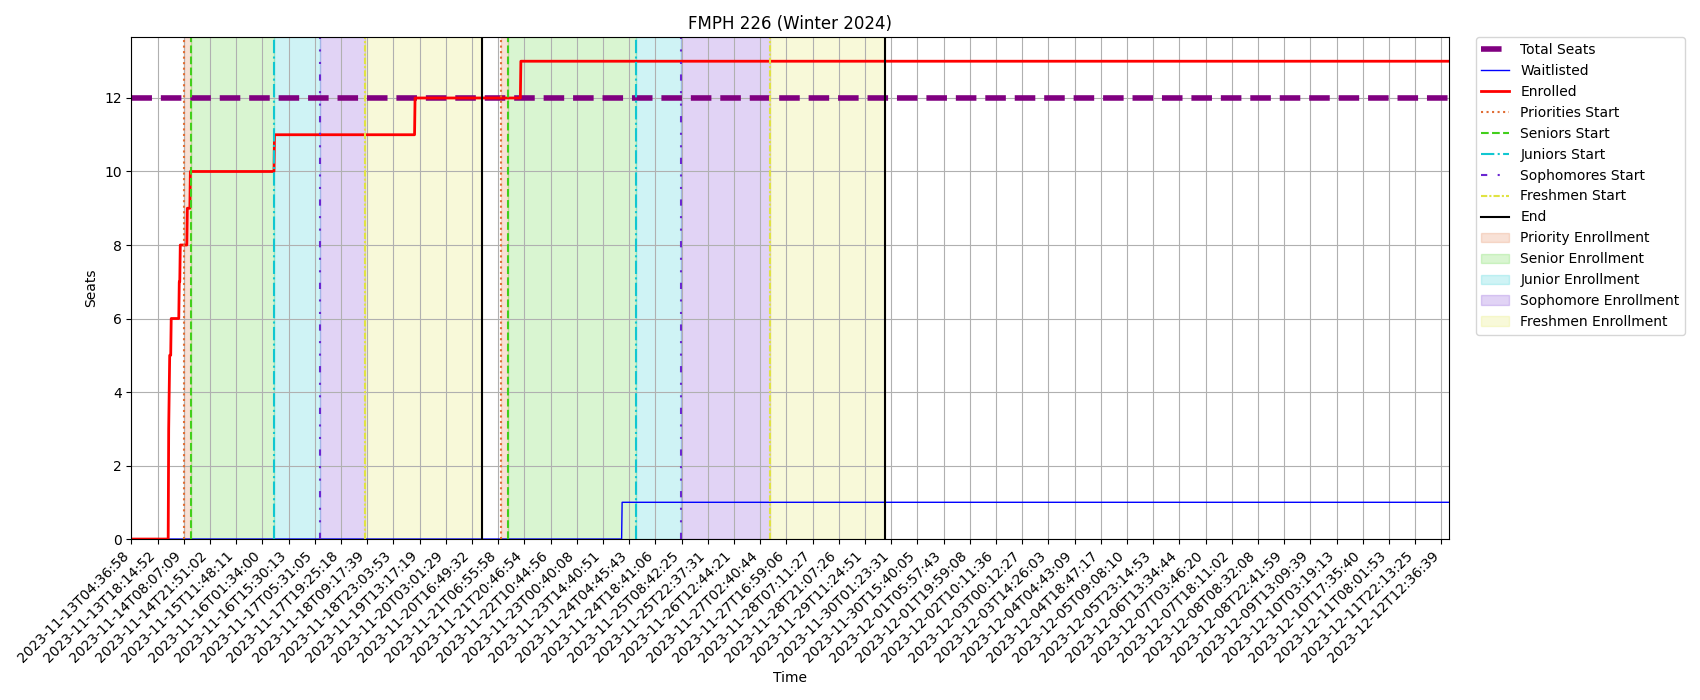 FMPH 226 (Winter 2024)
Total Seats
Waitlisted
Enrolled
Priorities Start
Seniors Start
Juniors Start
Sophomores Start
Freshmen Start
End
Priority Enrollment
Senior Enrollment
Junior Enrollment
Sophomore Enrollment
Freshmen Enrollment
Seats
12
10
8
6
4
2
0
2023-11-13T04:36:58
2023-11-13T18:14:52
2023-11-14T08:07:09
2023-11-14T21:51:02
2023-11-15T11:48:11
2023-11-16T01:34:00
2023-11-16T15:30:13
2023-11-17T05:31:05
2023-11-17T19:25:18
2023-11-18T09:17:39
2023-11-18T23:03:53
2023-11-19T13:17:19
2023-11-20T03:01:29
2023-11-20T16:49:32
2023-11-21T06:55:58
2023-11-21T20:46:54
2023-11-22T10:44:56
2023-11-23T00:40:08
2023-11-23T14:40:51
2023-11-24T04:45:43
2023-11-24T18:41:06
2023-11-25T08:42:25
2023-11-25T22:37:31
2023-11-26T12:44:21
2023-11-27T02:40:44
2023-11-27T16:59:06
2023-11-28T07:11:27
2023-11-28T21:07:26
2023-11-29T11:24:51
2023-11-30T01:23:31
2023-11-30T15:40:05
2023-12-01T05:57:43
2023-12-01T19:59:08
2023-12-02T10:11:36
2023-12-03T00:12:27
2023-12-03T14:26:03
2023-12-04T04:43:09
2023-12-04T18:47:17
2023-12-05T09:08:10
2023-12-05T23:14:53
2023-12-06T13:34:44
2023-12-07T03:46:20
2023-12-07T18:11:02
2023-12-08T08:32:08
2023-12-08T22:41:59
2023-12-09T13:09:39
2023-12-10T03:19:13
2023-12-10T17:35:40
2023-12-11T08:01:53
2023-12-11T22:13:25
2023-12-12T12:36:39
Time